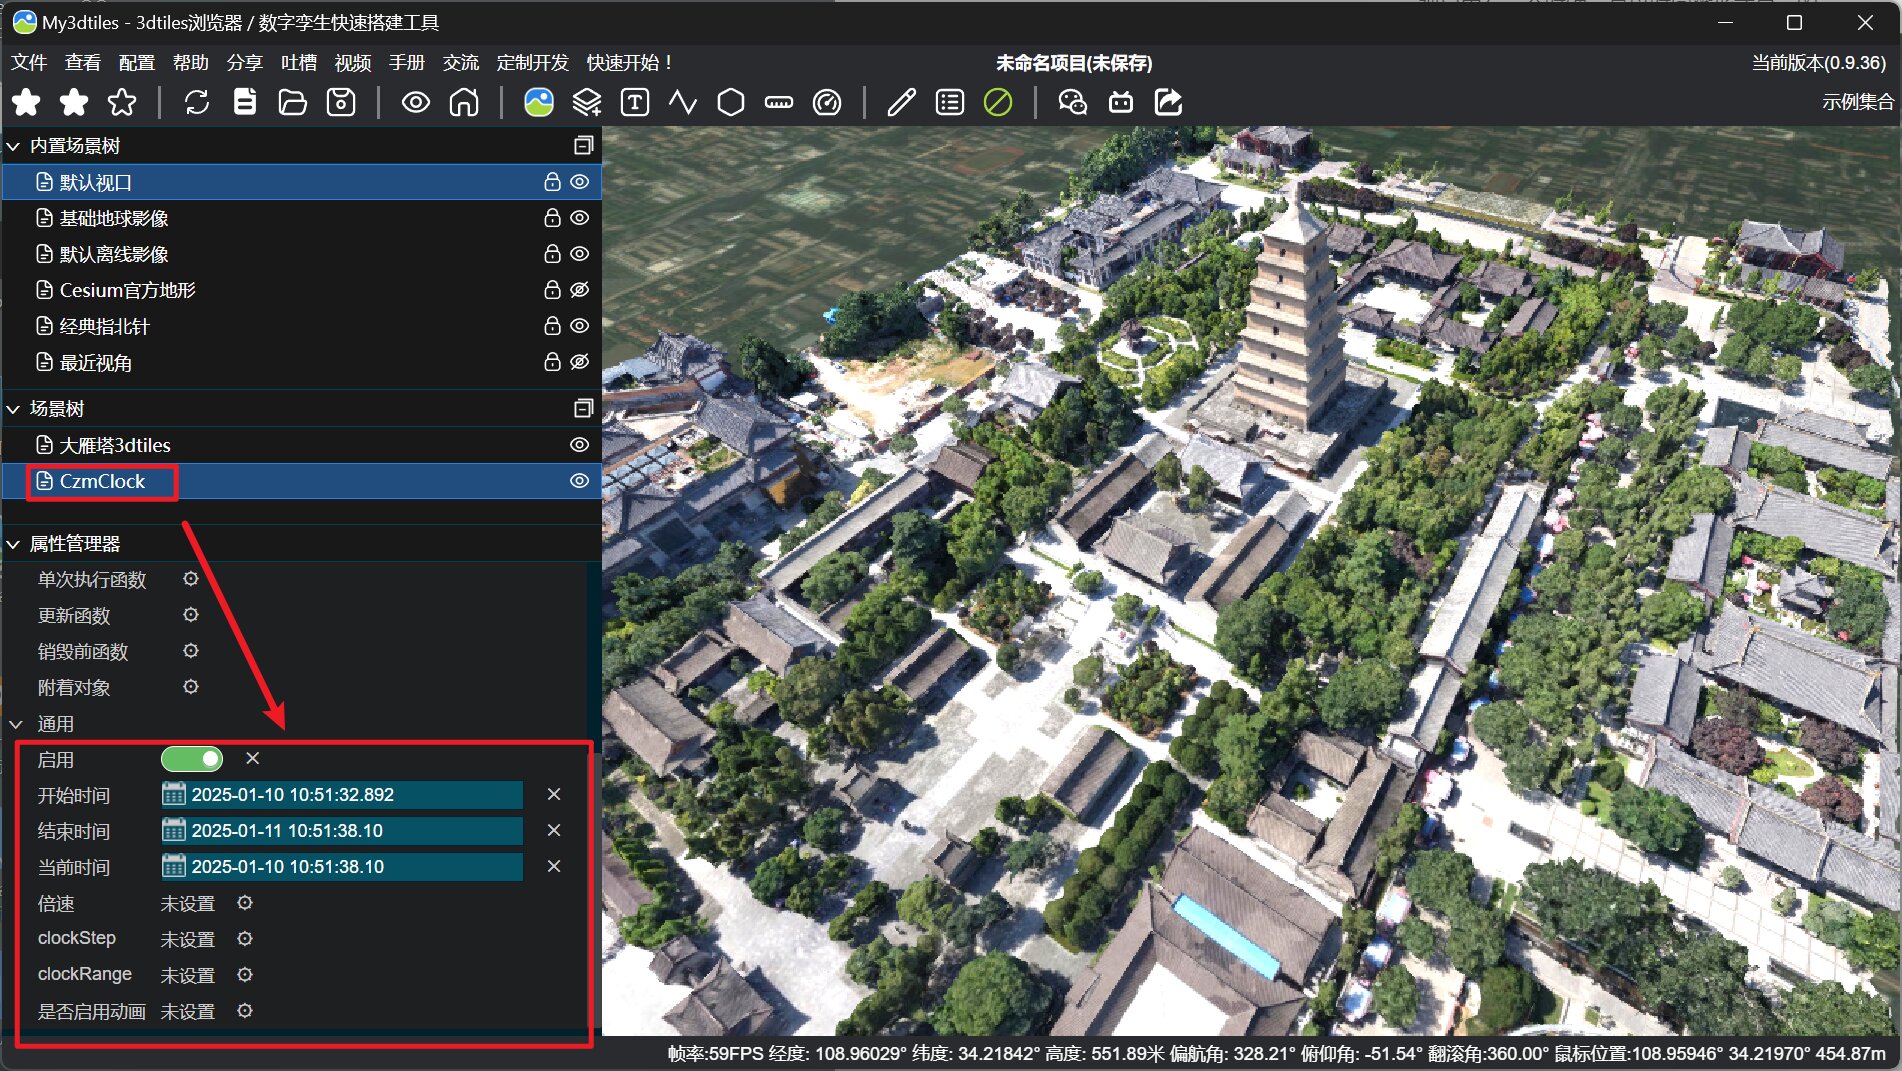 My3dtiles - 3dtiles浏览器 / 数字孪生快速搭建工具
文件 查看 配置 帮助 分享 吐槽 视频 手册 交流 定制开发 快速开始！ 未命名项目(未保存) 当前版本(0.9.36)
示例集合
内置场景树
默认视口
基础地球影像
默认离线影像
Cesium官方地形
经典指北针
最近视角
场景树
大雁塔3dtiles
CzmClock
属性管理器
单次执行函数
更新函数
销毁前函数
附着对象
通用
启用
开始时间 2025-01-10 10:51:32.892
结束时间 2025-01-11 10:51:38.10
当前时间 2025-01-10 10:51:38.10
倍速 未设置
clockStep 未设置
clockRange 未设置
是否启用动画 未设置
帧率:59FPS 经度: 108.96029° 纬度: 34.21842° 高度: 551.89米 偏航角: 328.21° 俯仰角: -51.54° 翻滚角:360.00° 鼠标位置:108.95946° 34.21970° 454.87m